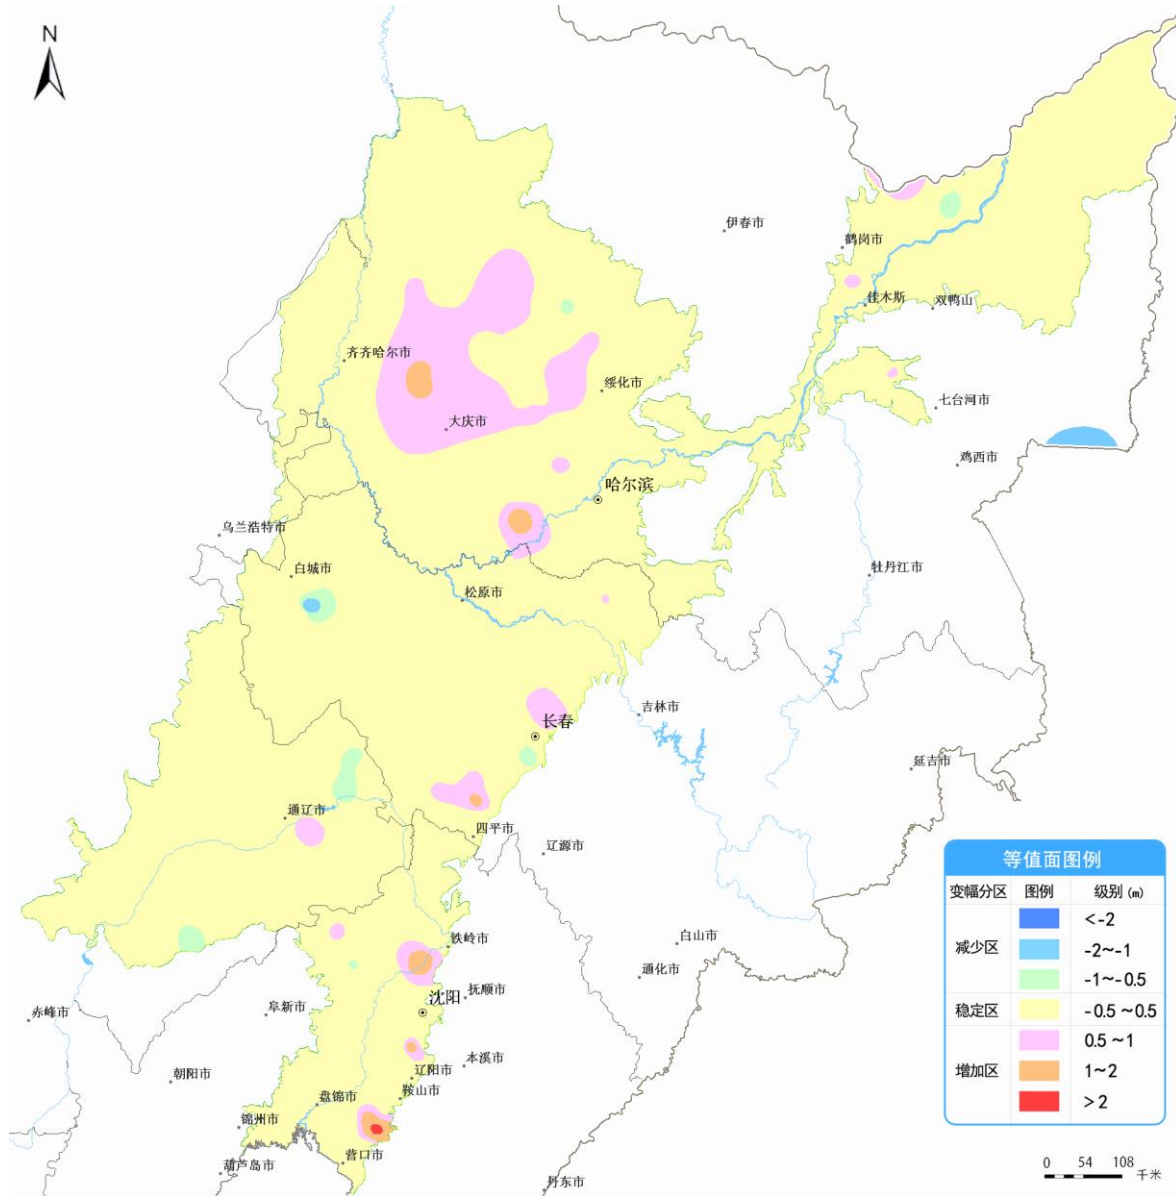 N
伊春市
鹤岗市
佳木斯
双鸭山
齐齐哈尔市
绥化市
七台河市
大庆市
鸡西市
哈尔滨
乌兰浩特市
白城市
牡丹江市
松原市
吉林市
长春
延吉市
通辽市
四平市
辽源市
铁岭市
白山市
通化市
抚顺市
沈阳
阜新市
赤峰市
本溪市
辽阳市
朝阳市
盘锦市
鞍山市
锦州市
营口市
葫芦岛市
丹东市
等值面图例
变幅分区 图例 级别 (m)
减少区
<-2
-2~-1
-1~-0.5
稳定区
-0.5~0.5
增加区
0.5~1
1~2
>2
0 54 108
千米